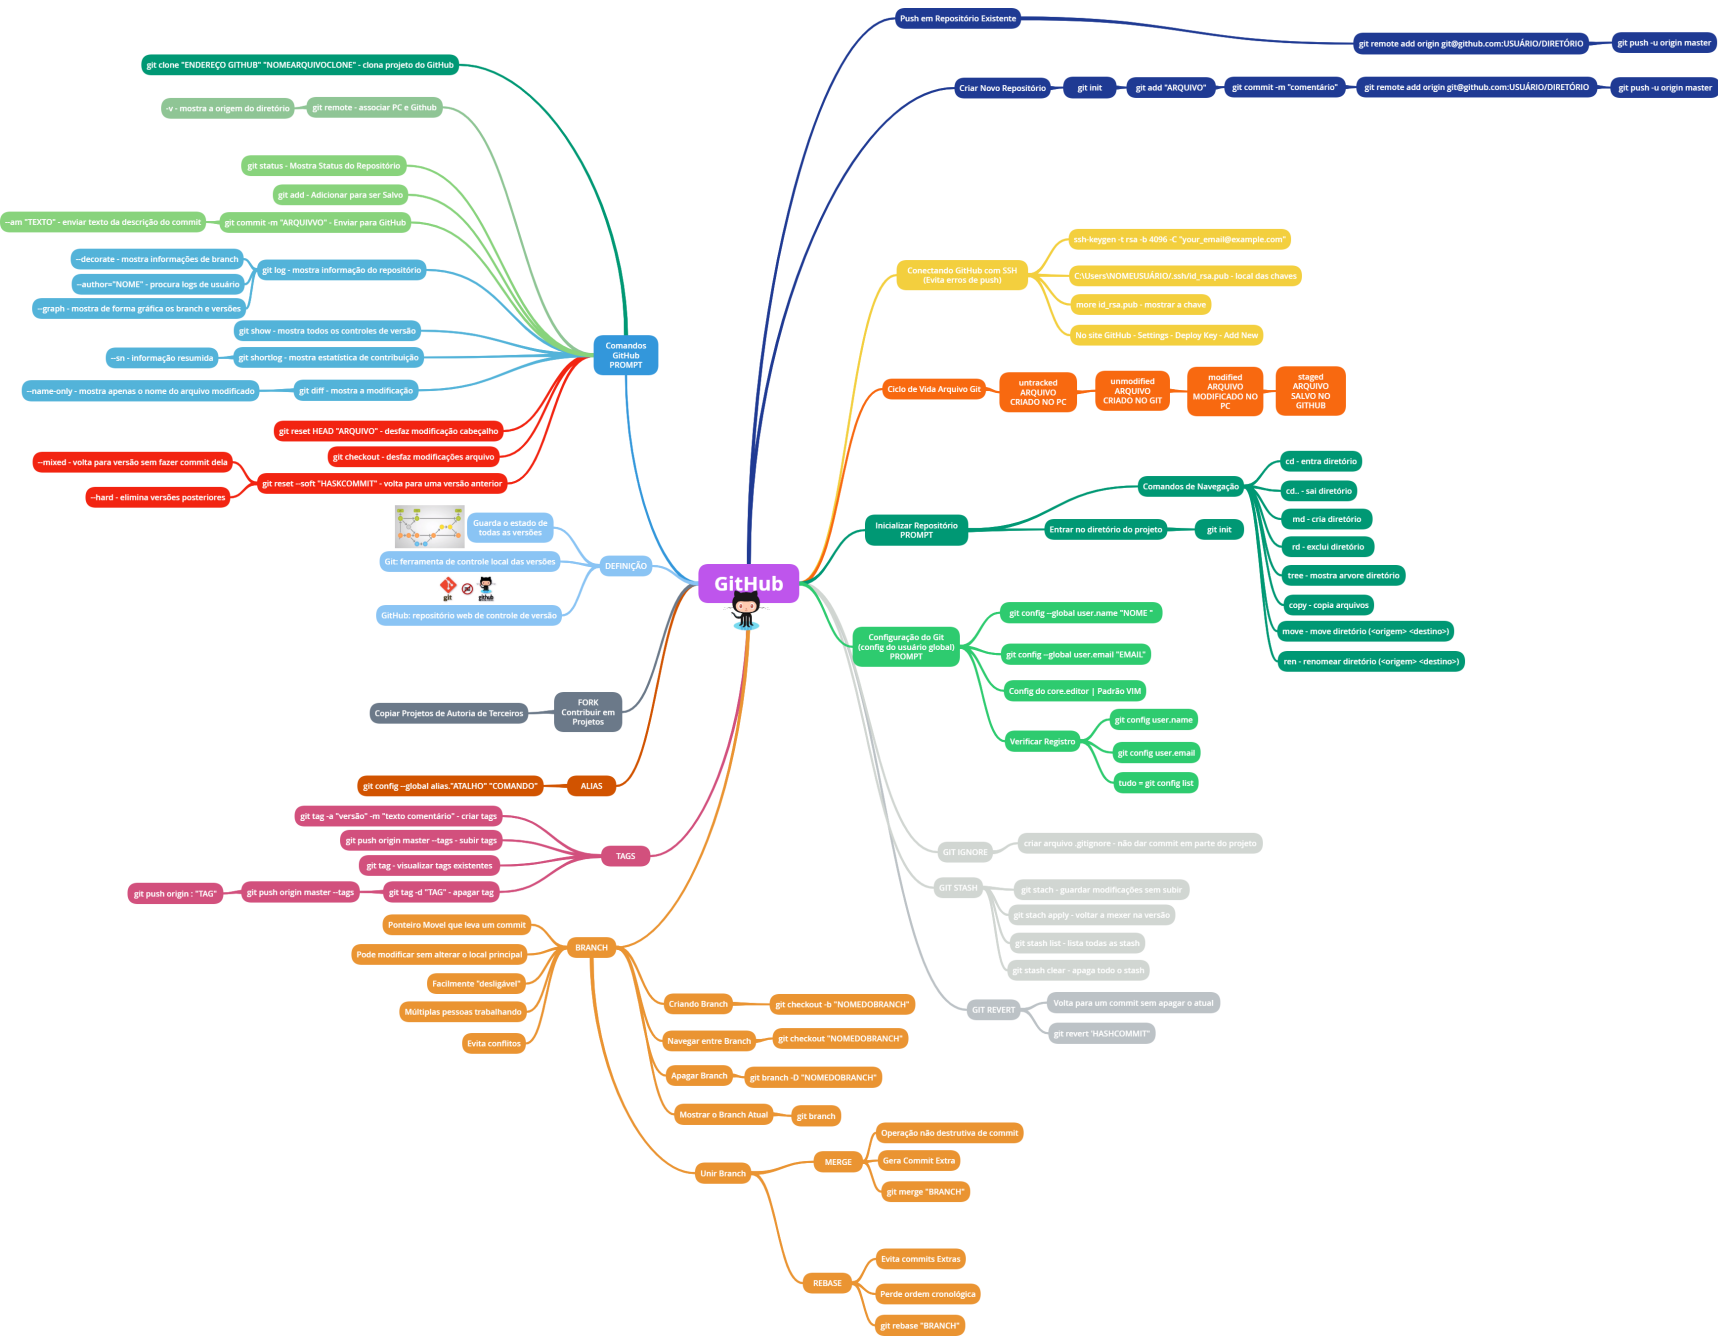 GitHub
Push em Repositório Existente
git remote add origin git@github.com:USUÁRIO/DIRETÓRIO
git push -u origin master
Criar Novo Repositório
git init
git add "ARQUIVO"
git commit -m "comentário"
git remote add origin git@github.com:USUÁRIO/DIRETÓRIO
git push -u origin master
Conectando GitHub com SSH
(Evita erros de push)
ssh-keygen -t rsa -b 4096 -C "your_email@example.com"
C:\Users\NOMEUSUÁRIO/.ssh/id_rsa.pub - local das chaves
more id_rsa.pub - mostrar a chave
No site GitHub - Settings - Deploy Key - Add New
Ciclo de Vida Arquivo Git
untracked
ARQUIVO
CRIADO NO PC
unmodified
ARQUIVO
CRIADO NO GIT
modified
ARQUIVO
MODIFICADO NO
PC
staged
ARQUIVO
SALVO NO
GITHUB
Inicializar Repositório
PROMPT
Comandos de Navegação
cd - entra diretório
cd.. - sai diretório
md - cria diretório
rd - exclui diretório
tree - mostra arvore diretório
copy - copia arquivos
move - move diretório (<origem> <destino>)
ren - renomear diretório (<origem> <destino>)
Entrar no diretório do projeto
git init
Configuração do Git
(config do usuário global)
PROMPT
git config --global user.name "NOME "
git config --global user.email "EMAIL"
Config do core.editor | Padrão VIM
Verificar Registro
git config user.name
git config user.email
tudo = git config list
GIT IGNORE
criar arquivo .gitignore - não dar commit em parte do projeto
GIT STASH
git stach - guardar modificações sem subir
git stach apply - voltar a mexer na versão
git stash list - lista todas as stash
git stash clear - apaga todo o stash
GIT REVERT
Volta para um commit sem apagar o atual
git revert 'HASHCOMMIT"
Comandos
GitHub
PROMPT
git clone "ENDEREÇO GITHUB" "NOMEARQUIVOCLONE" - clona projeto do GitHub
git remote - associar PC e Github
-v - mostra a origem do diretório
git status - Mostra Status do Repositório
git add - Adicionar para ser Salvo
git commit -m "ARQUIVVO" - Enviar para GitHub
--am "TEXTO" - enviar texto da descrição do commit
git log - mostra informação do repositório
--decorate - mostra informações de branch
--author="NOME" - procura logs de usuário
--graph - mostra de forma gráfica os branch e versões
git show - mostra todos os controles de versão
git shortlog - mostra estatística de contribuição
--sn - informação resumida
git diff - mostra a modificação
--name-only - mostra apenas o nome do arquivo modificado
git reset HEAD "ARQUIVO" - desfaz modificação cabeçalho
git checkout - desfaz modificações arquivo
git reset --soft "HASKCOMMIT" - volta para uma versão anterior
--mixed - volta para versão sem fazer commit dela
--hard - elimina versões posteriores
DEFINIÇÃO
Guarda o estado de
todas as versões
Git: ferramenta de controle local das versões
git
github
GitHub: repositório web de controle de versão
FORK
Contribuir em
Projetos
Copiar Projetos de Autoria de Terceiros
ALIAS
git config --global alias."ATALHO" "COMANDO"
TAGS
git tag -a "versão" -m "texto comentário" - criar tags
git push origin master --tags - subir tags
git tag - visualizar tags existentes
git tag -d "TAG" - apagar tag
git push origin master --tags
git push origin : "TAG"
BRANCH
Ponteiro Movel que leva um commit
Pode modificar sem alterar o local principal
Facilmente "desligável"
Múltiplas pessoas trabalhando
Evita conflitos
Criando Branch
git checkout -b "NOMEDOBRANCH"
Navegar entre Branch
git checkout "NOMEDOBRANCH"
Apagar Branch
git branch -D "NOMEDOBRANCH"
Mostrar o Branch Atual
git branch
Unir Branch
MERGE
Operação não destrutiva de commit
Gera Commit Extra
git merge "BRANCH"
REBASE
Evita commits Extras
Perde ordem cronológica
git rebase "BRANCH"